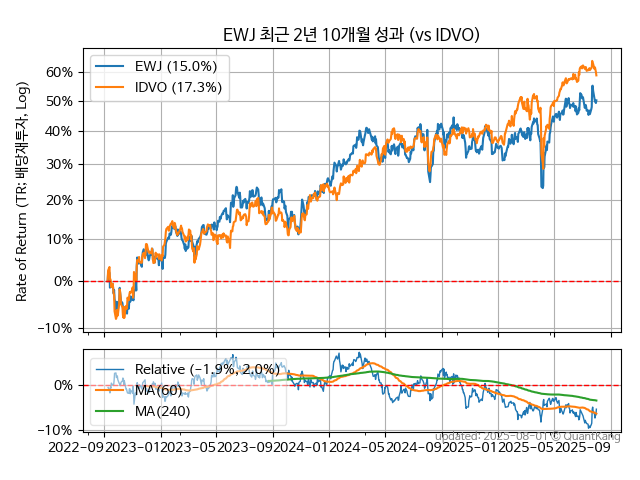 EWJ 최근 2년 10개월 성과 (vs IDVO)
Rate of Return (TR; 배당재투자, Log)
60%
50%
40%
30%
20%
10%
0%
−10%
EWJ (15.0%)
IDVO (17.3%)
0%
−10%
Relative (−1.9%, 2.0%)
MA(60)
MA(240)
2022-09 2023-01 2023-05 2023-09 2024-01 2024-05 2024-09 2025-01 2025-05 2025-09
updated: 2025-08-01 © QuantKang